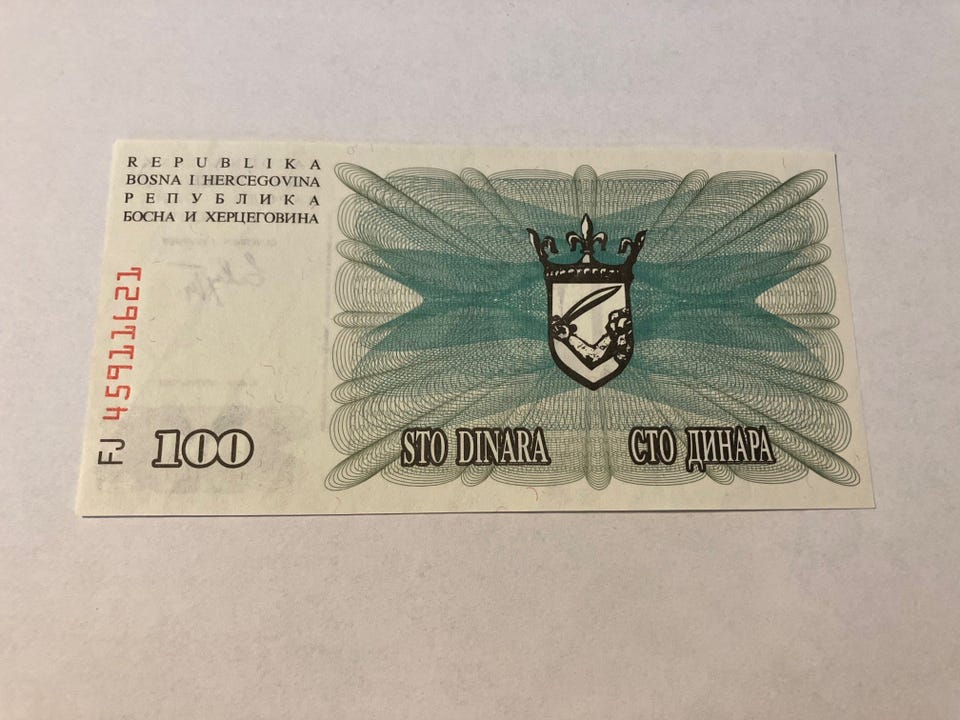 REPUBLIKA
BOSNA I HERCEGOVINA
РЕПУБЛИКА
БОСНА И ХЕРЦЕГОВИНА
FJ 45911621
100
STO DINARA
СТО ДИНАРА